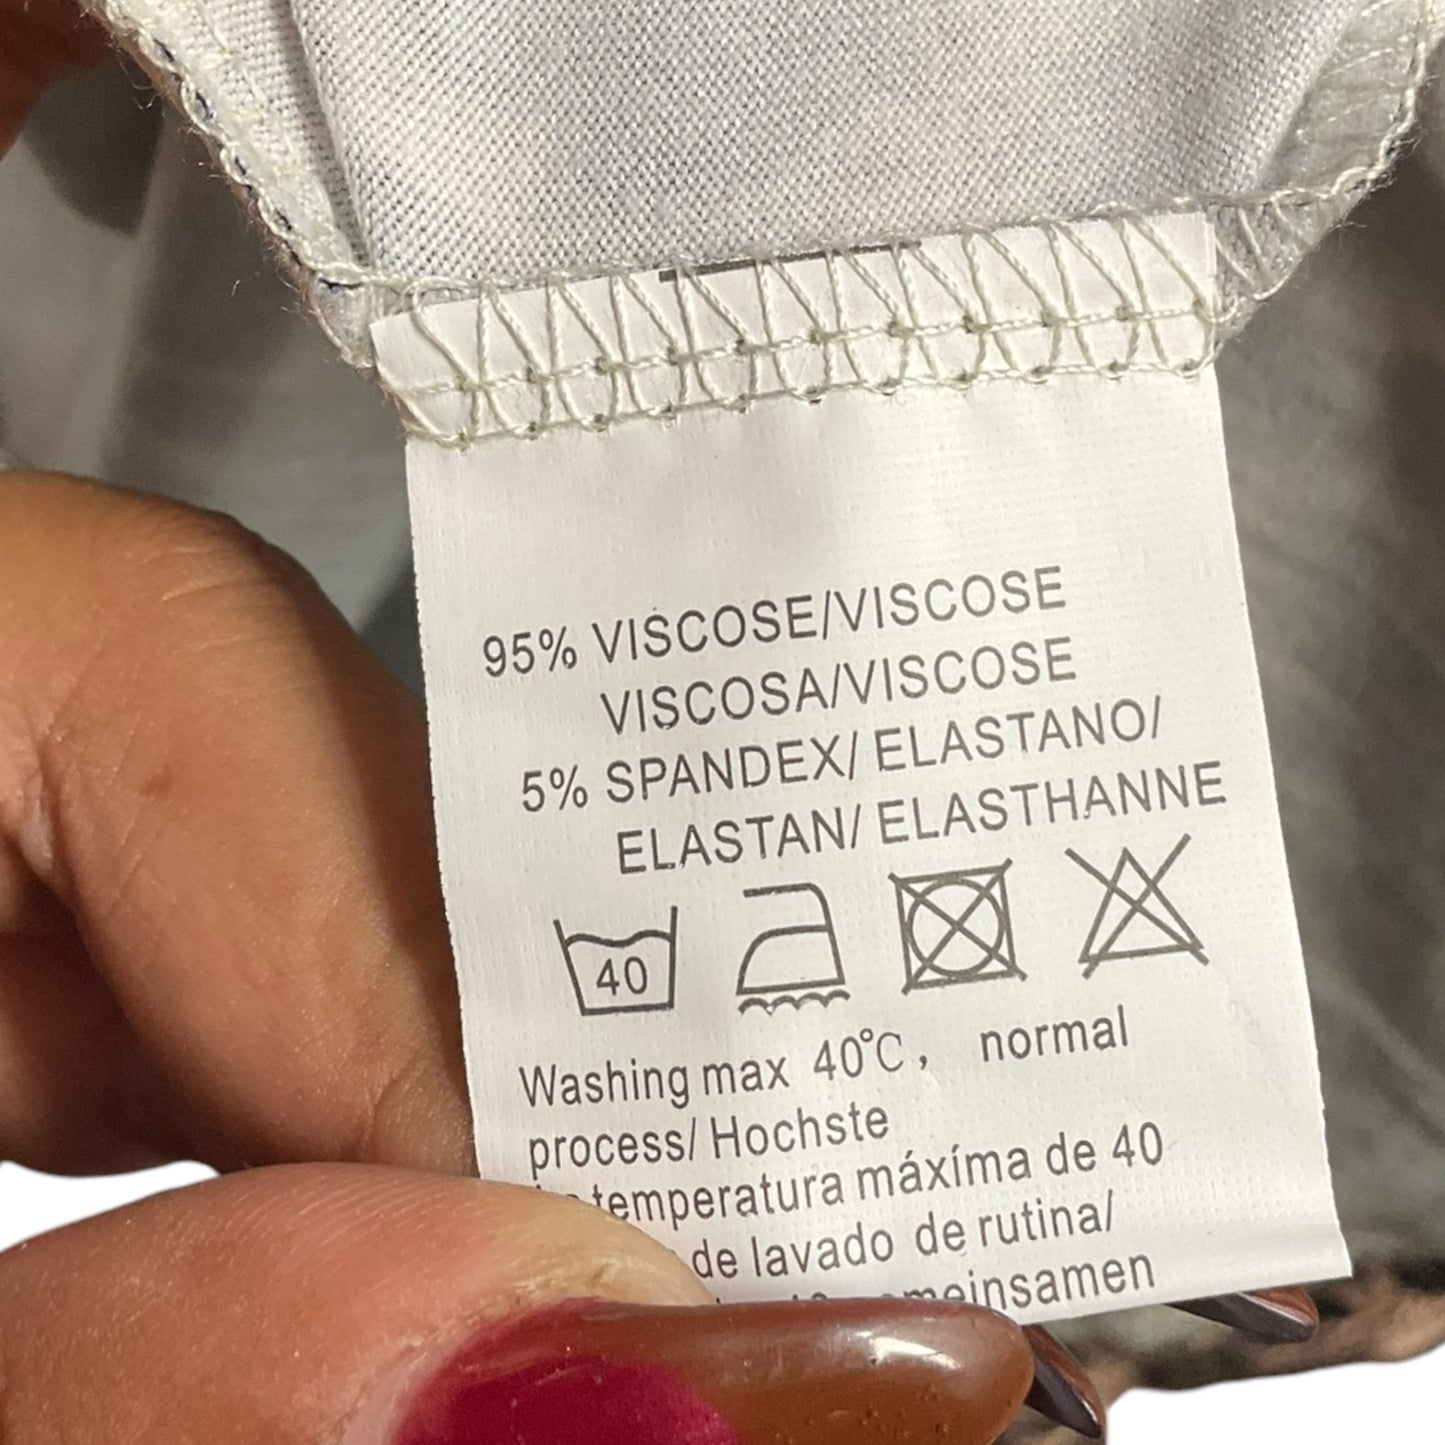 95% VISCOSE/VISCOSE
VISCOSA/VISCOSE
5% SPANDEX/ ELASTANO/
ELASTAN/ ELASTHANNE
40
Washing max 40°C, normal
process/ Hochste
temperatura máxíma de 40
de lavado de rutina/